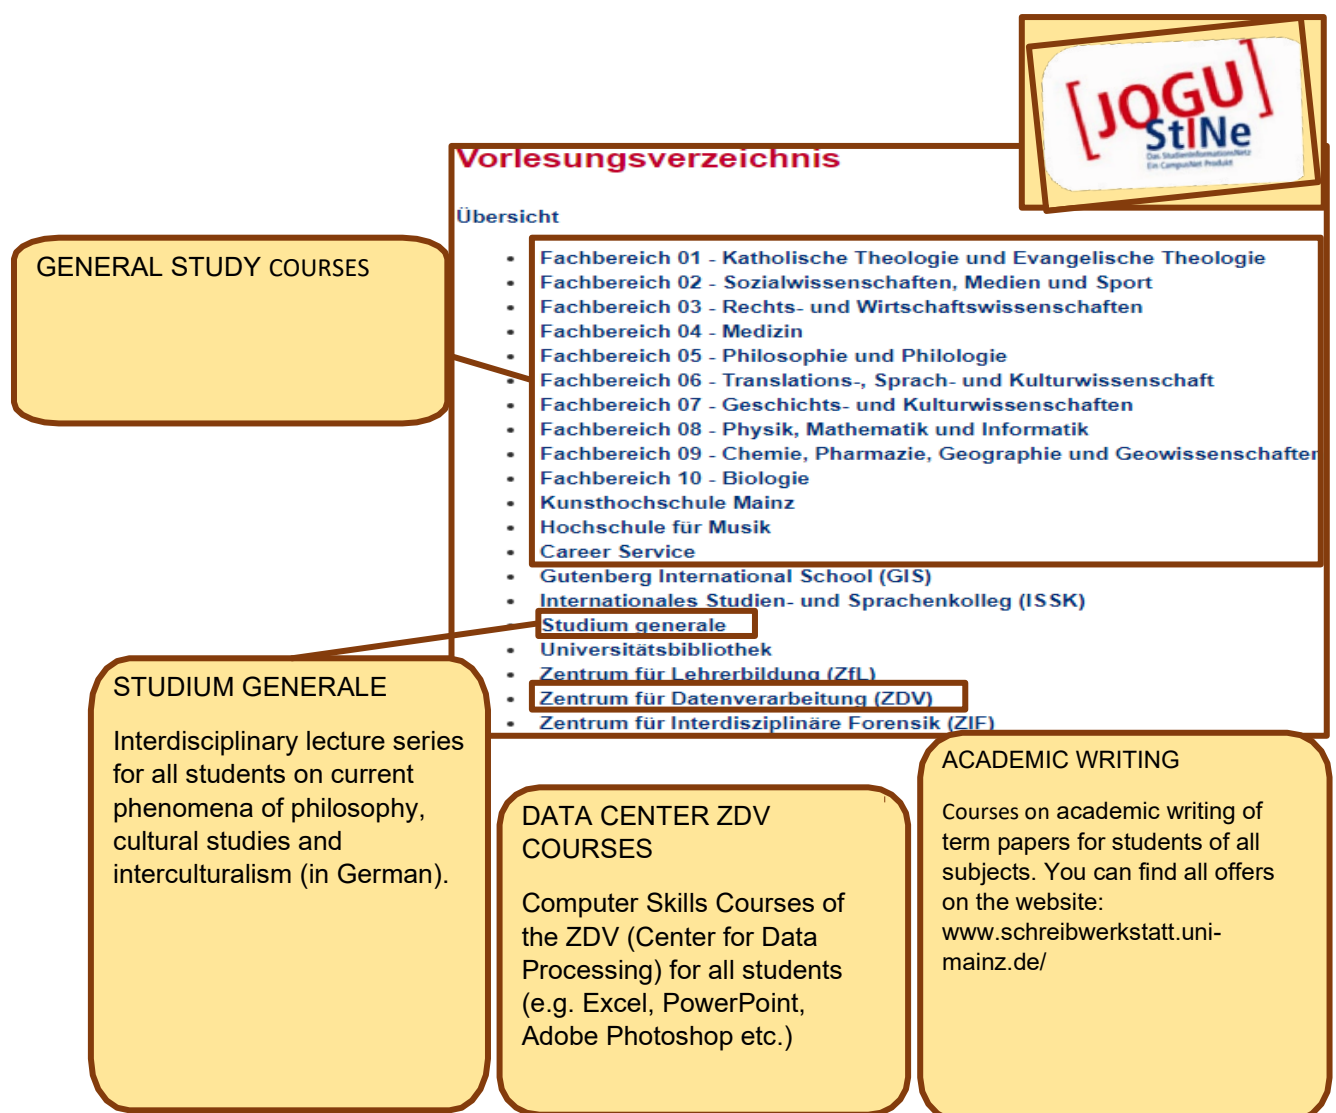 [JOGU]
StINe
Das StudienInformationsNetz
Ein CampusNet Produkt
Vorlesungsverzeichnis
Übersicht
GENERAL STUDY COURSES
• Fachbereich 01 - Katholische Theologie und Evangelische Theologie
• Fachbereich 02 - Sozialwissenschaften, Medien und Sport
• Fachbereich 03 - Rechts- und Wirtschaftswissenschaften
• Fachbereich 04 - Medizin
• Fachbereich 05 - Philosophie und Philologie
• Fachbereich 06 - Translations-, Sprach- und Kulturwissenschaft
• Fachbereich 07 - Geschichts- und Kulturwissenschaften
• Fachbereich 08 - Physik, Mathematik und Informatik
• Fachbereich 09 - Chemie, Pharmazie, Geographie und Geowissenschaften
• Fachbereich 10 - Biologie
• Kunsthochschule Mainz
• Hochschule für Musik
• Career Service
• Gutenberg International School (GIS)
• Internationales Studien- und Sprachenkolleg (ISSK)
• Studium generale
• Universitätsbibliothek
• Zentrum für Lehrerbildung (ZfL)
• Zentrum für Datenverarbeitung (ZDV)
• Zentrum für Interdisziplinäre Forensik (ZIF)
STUDIUM GENERALE
Interdisciplinary lecture series
for all students on current
phenomena of philosophy,
cultural studies and
interculturalism (in German).
DATA CENTER ZDV
COURSES
Computer Skills Courses of
the ZDV (Center for Data
Processing) for all students
(e.g. Excel, PowerPoint,
Adobe Photoshop etc.)
ACADEMIC WRITING
Courses on academic writing of
term papers for students of all
subjects. You can find all offers
on the website:
www.schreibwerkstatt.uni-
mainz.de/